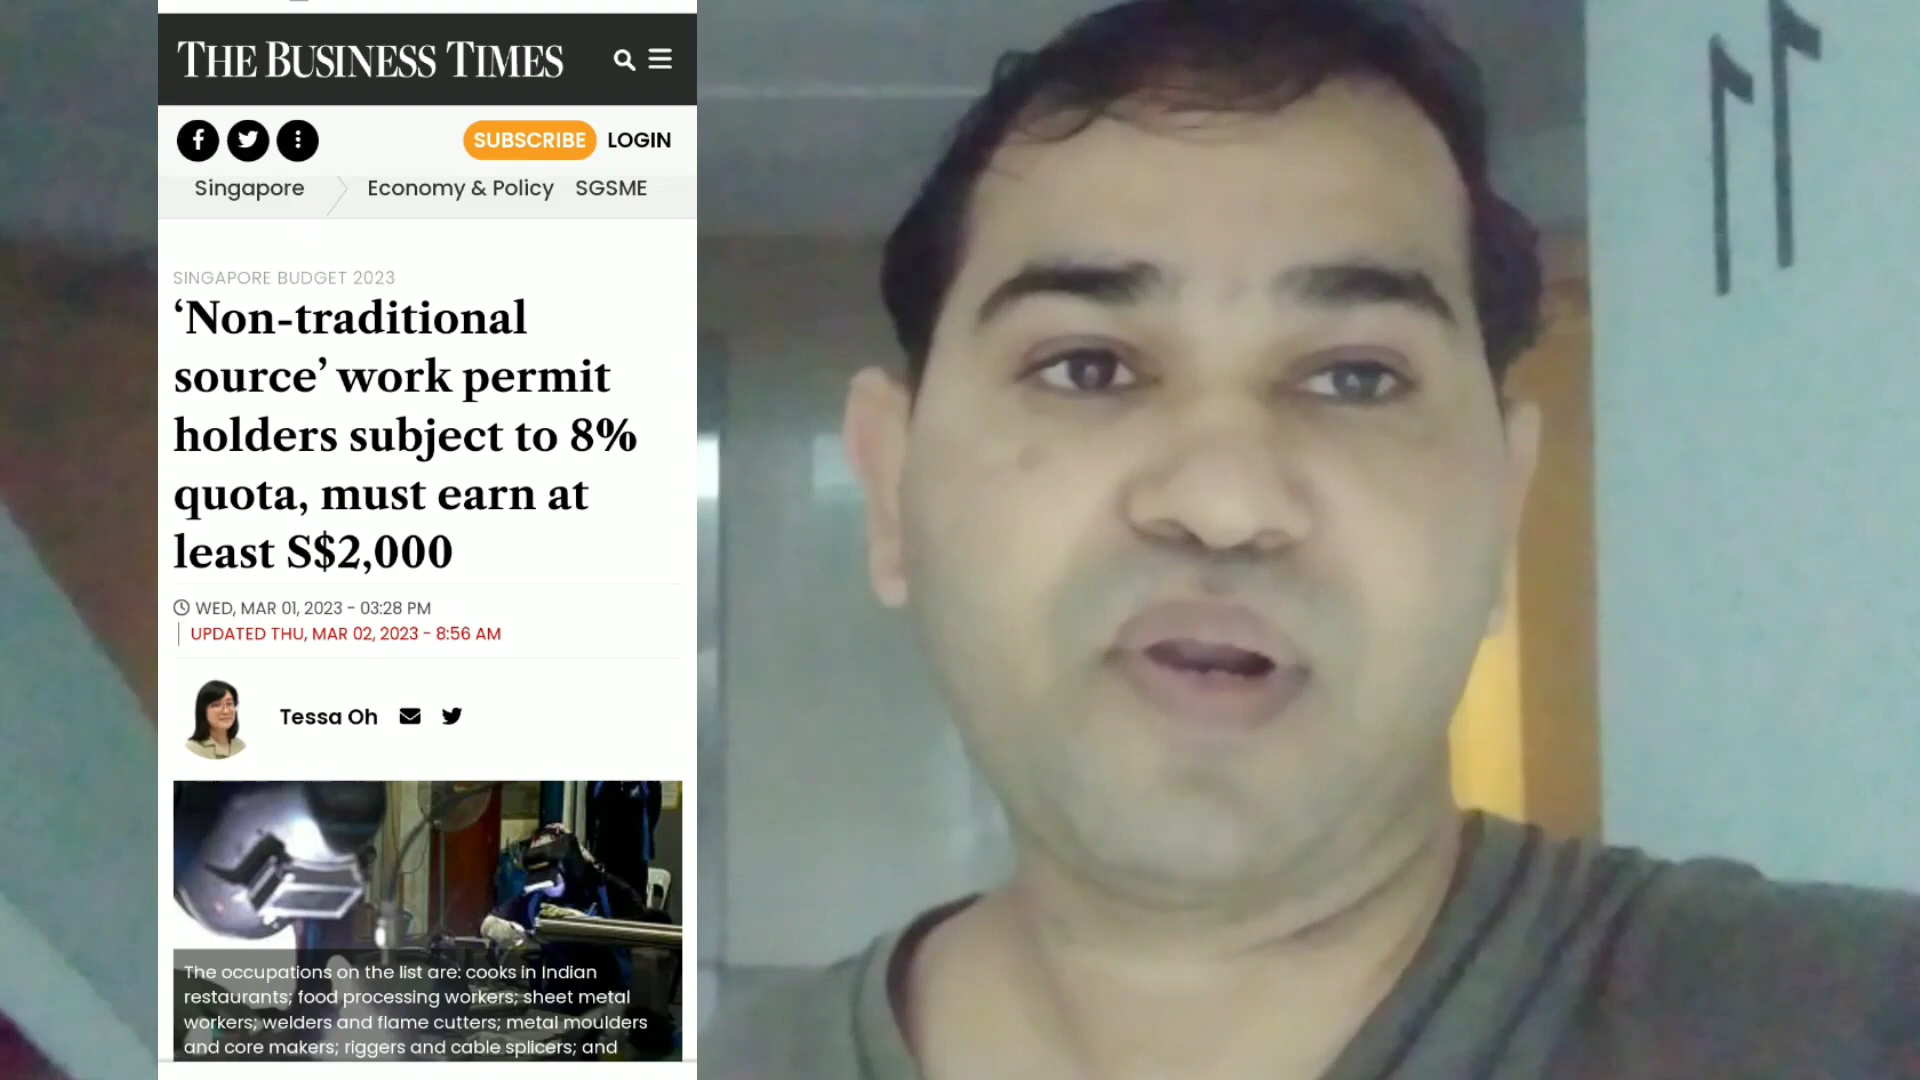 THE BUSINESS TIMES
SUBSCRIBE LOGIN
Singapore Economy & Policy SGSME
SINGAPORE BUDGET 2023
‘Non-traditional
source’ work permit
holders subject to 8%
quota, must earn at
least S$2,000
WED, MAR 01, 2023 - 03:28 PM
UPDATED THU, MAR 02, 2023 - 8:56 AM
Tessa Oh
The occupations on the list are: cooks in Indian
restaurants; food processing workers; sheet metal
workers; welders and flame cutters; metal moulders
and core makers; riggers and cable splicers; and